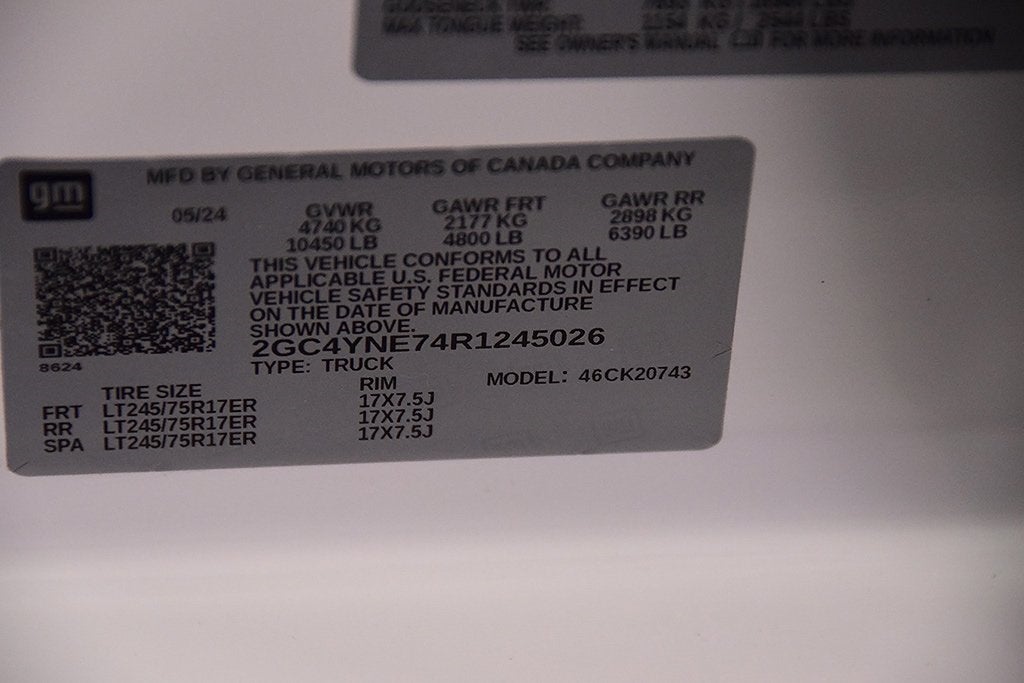 MAX TONGUE WEIGHT 1154 KG/ 2544 LBS
SEE OWNER'S MANUAL FOR MORE INFORMATION
gm
MFD BY GENERAL MOTORS OF CANADA COMPANY
05/24 GVWR GAWR FRT GAWR RR
4740 KG 2177 KG 2898 KG
10450 LB 4800 LB 6390 LB
THIS VEHICLE CONFORMS TO ALL
APPLICABLE U.S. FEDERAL MOTOR
VEHICLE SAFETY STANDARDS IN EFFECT
ON THE DATE OF MANUFACTURE
SHOWN ABOVE.
2GC4YNE74R1245026
8624
TYPE: TRUCK MODEL: 46CK20743
TIRE SIZE RIM
FRT LT245/75R17ER 17X7.5J
RR LT245/75R17ER 17X7.5J
SPA LT245/75R17ER 17X7.5J